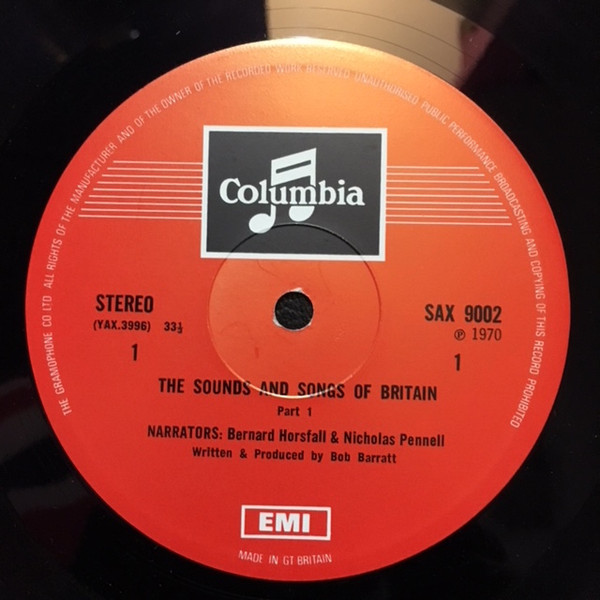 THE GRAMOPHONE CO LTD ALL RIGHTS OF THE MANUFACTURER AND OF THE OWNER OF THE RECORDED WORK RESERVED UNAUTHORISED PUBLIC PERFORMANCE BROADCASTING AND COPYING OF THIS RECORD PROHIBITED
Columbia
STEREO
(YAX.3996) 33⅓
1
SAX 9002
℗ 1970
1
THE SOUNDS AND SONGS OF BRITAIN
Part 1
NARRATORS: Bernard Horsfall & Nicholas Pennell
Written & Produced by Bob Barratt
EMI
MADE IN GT BRITAIN